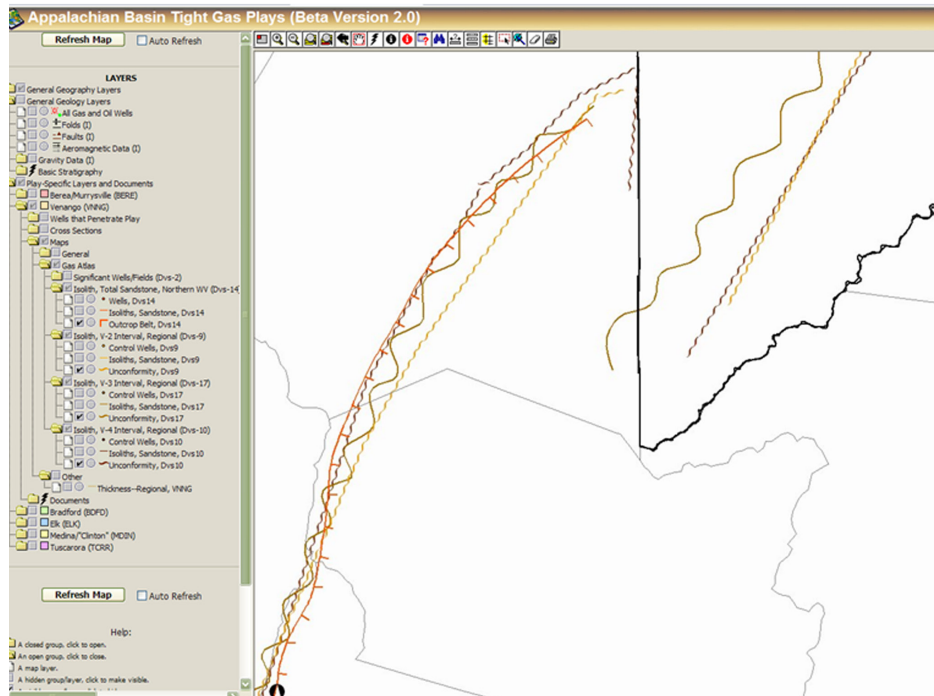 Appalachian Basin Tight Gas Plays (Beta Version 2.0)
Refresh Map
Auto Refresh
LAYERS
General Geography Layers
General Geology Layers
All Gas and Oil Wells
Folds (I)
Faults (I)
Aeromagnetic Data (I)
Gravity Data (I)
Basic Stratigraphy
Play-Specific Layers and Documents
Berea/Murrysville (BERE)
Venango (VNNG)
Wells that Penetrate Play
Cross Sections
Maps
General
Gas Atlas
Significant Wells/Fields (Dvs-2)
Isolith, Total Sandstone, Northern WV (Dvs-14
Wells, Dvs14
Isoliths, Sandstone, Dvs14
Outcrop Belt, Dvs14
Isolith, V-2 Interval, Regional (Dvs-9)
Control Wells, Dvs9
Isoliths, Sandstone, Dvs9
Unconformity, Dvs9
Isolith, V-3 Interval, Regional (Dvs-17)
Control Wells, Dvs17
Isoliths, Sandstone, Dvs17
Unconformity, Dvs17
Isolith, V-4 Interval, Regional (Dvs-10)
Control Wells, Dvs10
Isoliths, Sandstone, Dvs10
Unconformity, Dvs10
Other
Thickness--Regional, VNNG
Documents
Bradford (BDFD)
Elk (ELK)
Medina/"Clinton" (MDIN)
Tuscarora (TCRR)
Refresh Map
Auto Refresh
Help:
A closed group, click to open.
An open group, click to close.
A map layer.
A hidden group/layer, click to make visible.